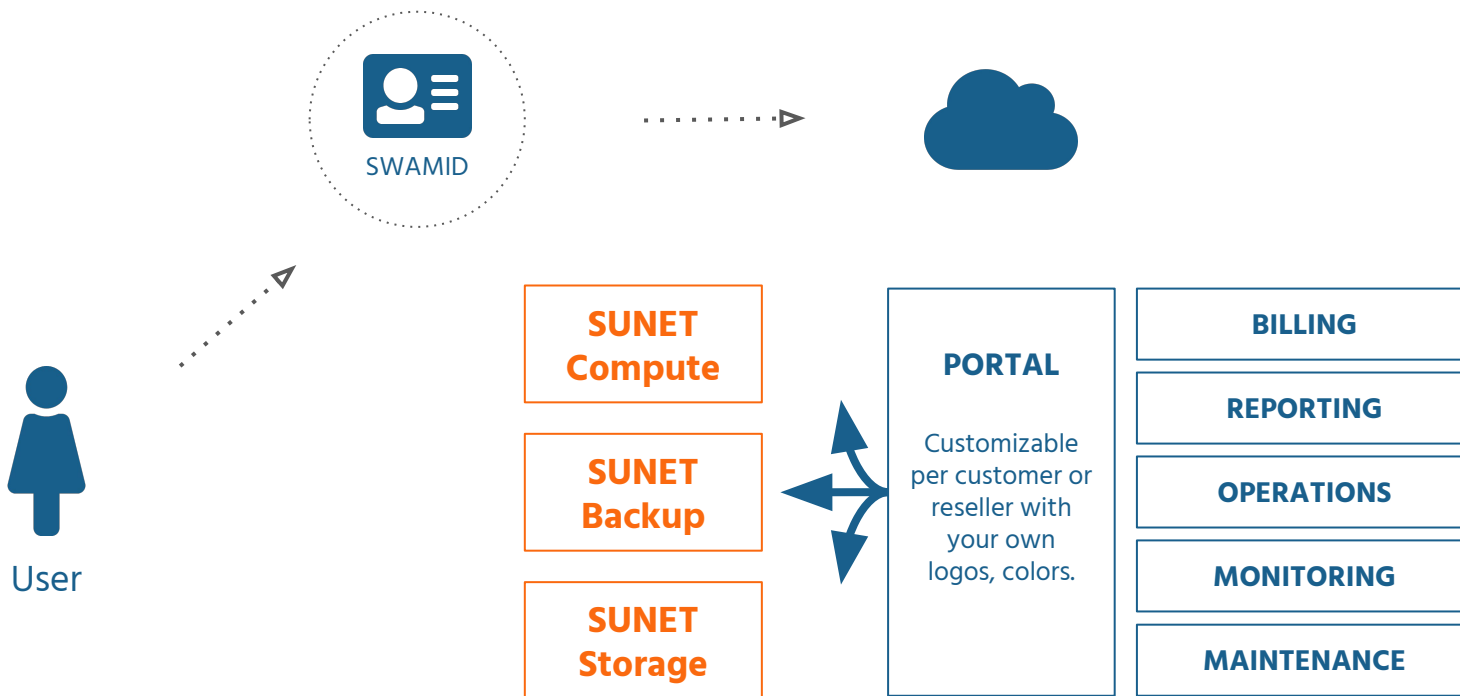 SWAMID
User
SUNET
Compute
SUNET
Backup
SUNET
Storage
PORTAL
Customizable
per customer or
reseller with
your own
logos, colors.
BILLING
REPORTING
OPERATIONS
MONITORING
MAINTENANCE